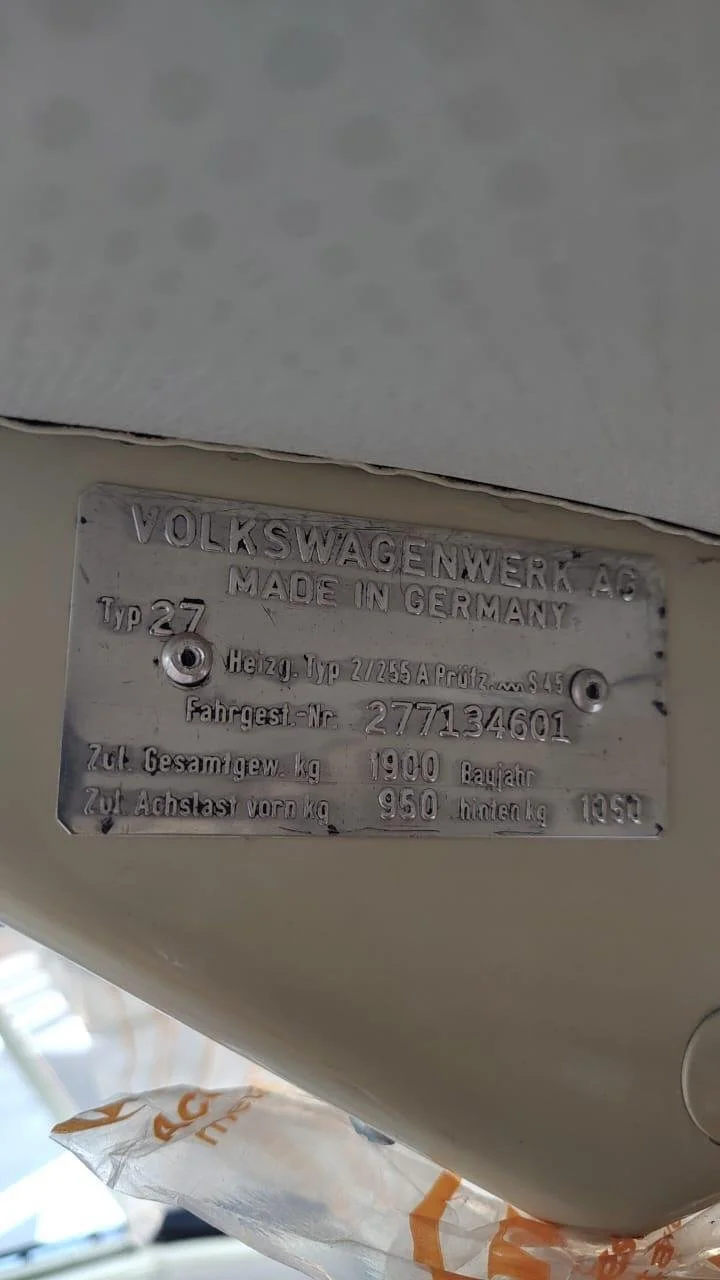 VOLKSWAGENWERK AG
MADE IN GERMANY
Typ 27
Heizg. Typ 2/255 A Prüfz. S 45
Fahrgest.-Nr. 277134601
Zul. Gesamtgew. kg 1900 Baujahr
Zul. Achslast vorn kg 950 hinten kg 1050